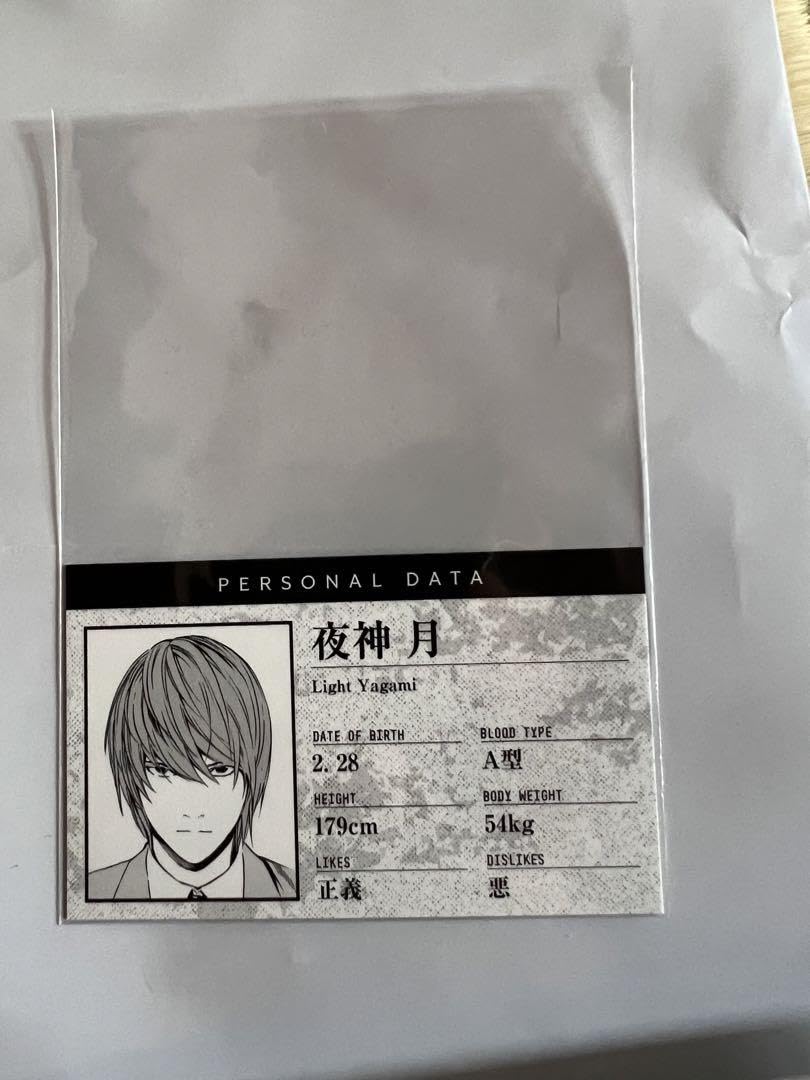 PERSONAL DATA
夜神 月
Light Yagami
DATE OF BIRTH
BLOOD TYPE
2. 28
A型
HEIGHT
BODY WEIGHT
179cm
54kg
LIKES
DISLIKES
正義
悪